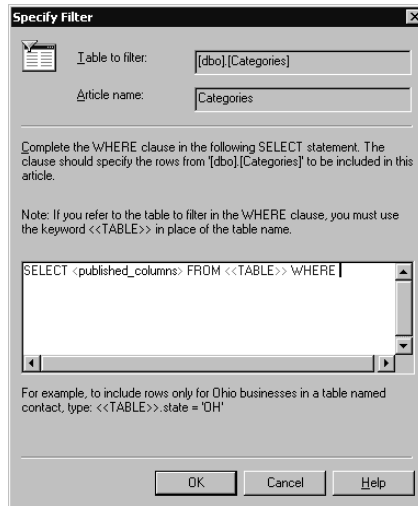 Specify Filter
Table to filter:
[dbo].[Categories]
Article name:
Categories
Complete the WHERE clause in the following SELECT statement. The
clause should specify the rows from '[dbo].[Categories]' to be included in this
article.
Note: If you refer to the table to filter in the WHERE clause, you must use
the keyword <<TABLE>> in place of the table name.
SELECT <published_columns> FROM <<TABLE>> WHERE
For example, to include rows only for Ohio businesses in a table named
contact, type: <<TABLE>>.state = 'OH'
OK
Cancel
Help